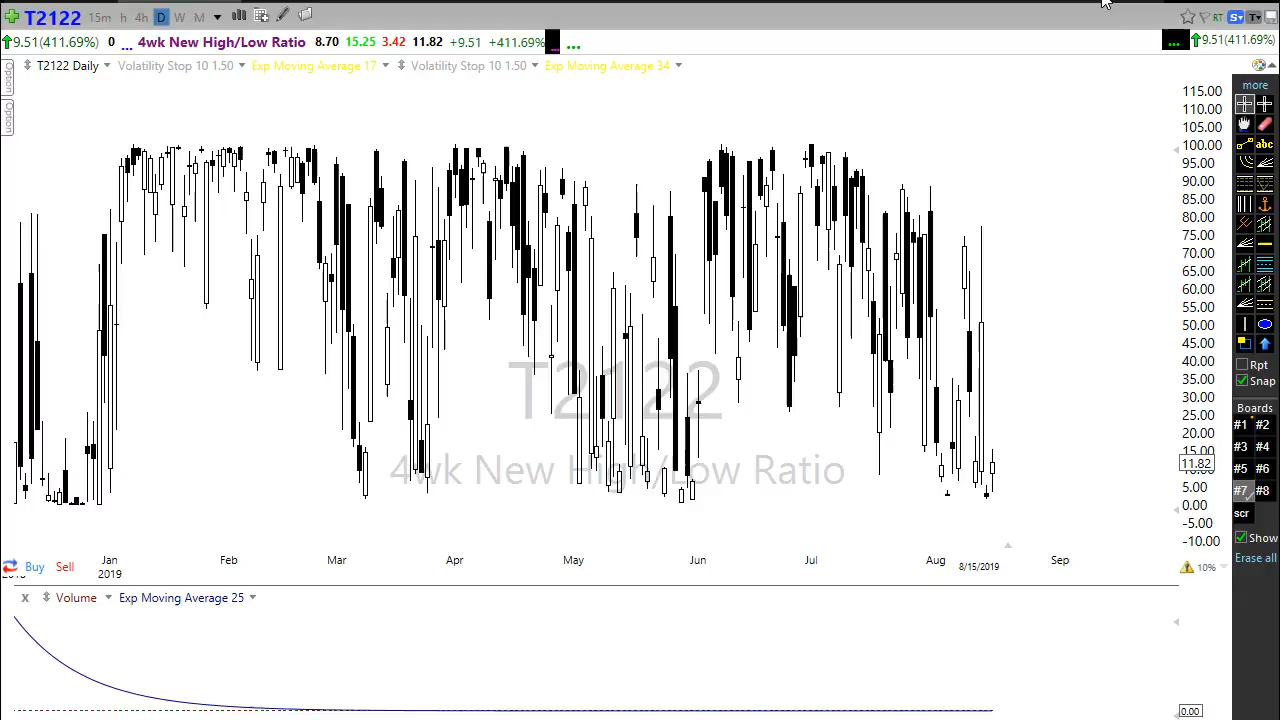 T2122 15m h 4h D W M RT S T
9.51(411.69%) 0 ... 4wk New High/Low Ratio 8.70 15.25 3.42 11.82 +9.51 +411.69% ... ... 9.51(411.69%)
Option T2122 Daily Volatility Stop 10 1.50 Exp Moving Average 17 Volatility Stop 10 1.50 Exp Moving Average 34
Option
more
abc
115.00
110.00
105.00
100.00
95.00
90.00
85.00
80.00
75.00
70.00
65.00
60.00
55.00
50.00
45.00
40.00
35.00
30.00
25.00
20.00
15.00
11.82
5.00
0.00
-5.00
-10.00
T2122
4wk New High/Low Ratio
Rpt
Snap
Boards
#1 #2
#3 #4
#5 #6
#7 #8
scr
Show
Erase all
Jan Feb Mar Apr May Jun Jul Aug Sep
Buy Sell 2019 8/15/2019 10%
x Volume Exp Moving Average 25
0.00